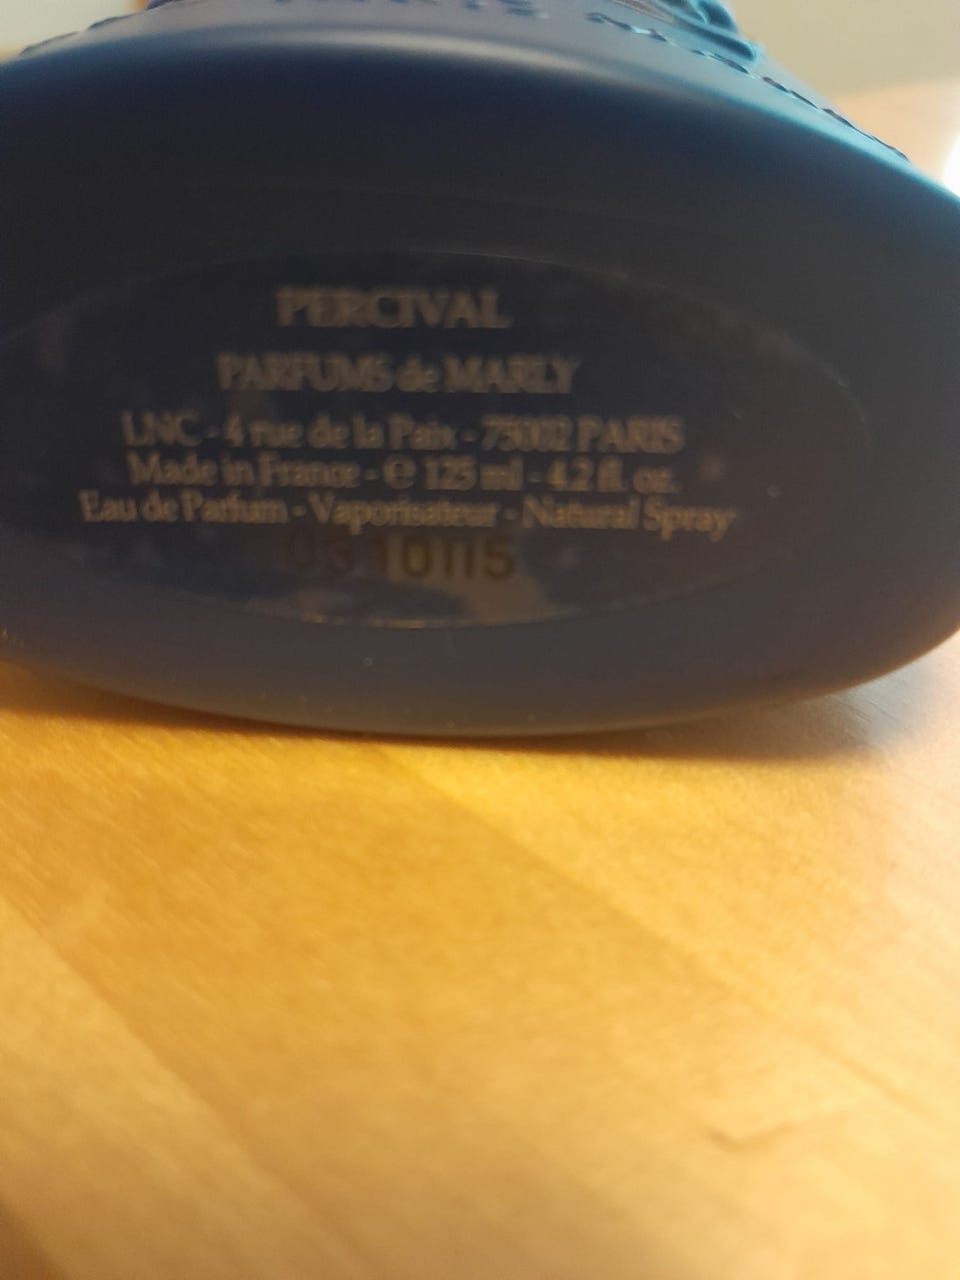 PERCIVAL
PARFUMS de MARLY
LNC - 4 rue de la Paix - 75002 PARIS
Made in France - ℮ 125 ml - 4.2 fl. oz.
Eau de Parfum - Vaporisateur - Natural Spray